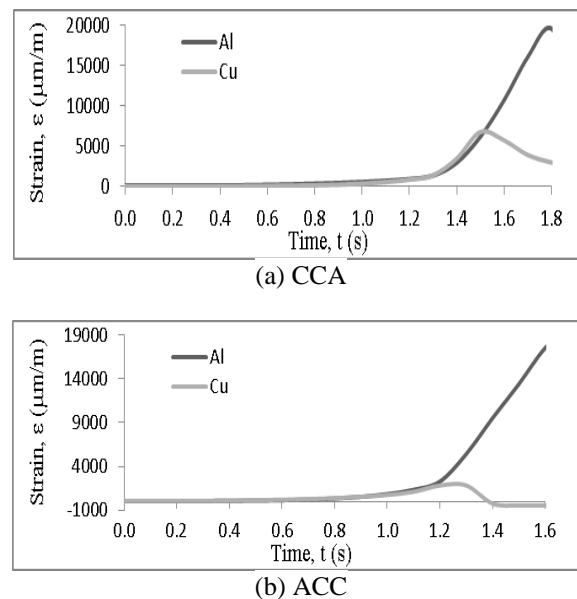 20000
15000
10000
5000
0
Strain, ε (μm/m)
Al
Cu
0.0 0.2 0.4 0.6 0.8 1.0 1.2 1.4 1.6 1.8
Time, t (s)
(a) CCA
19000
14000
9000
4000
-1000
Strain, ε (μm/m)
Al
Cu
0.0 0.2 0.4 0.6 0.8 1.0 1.2 1.4 1.6
Time, t (s)
(b) ACC